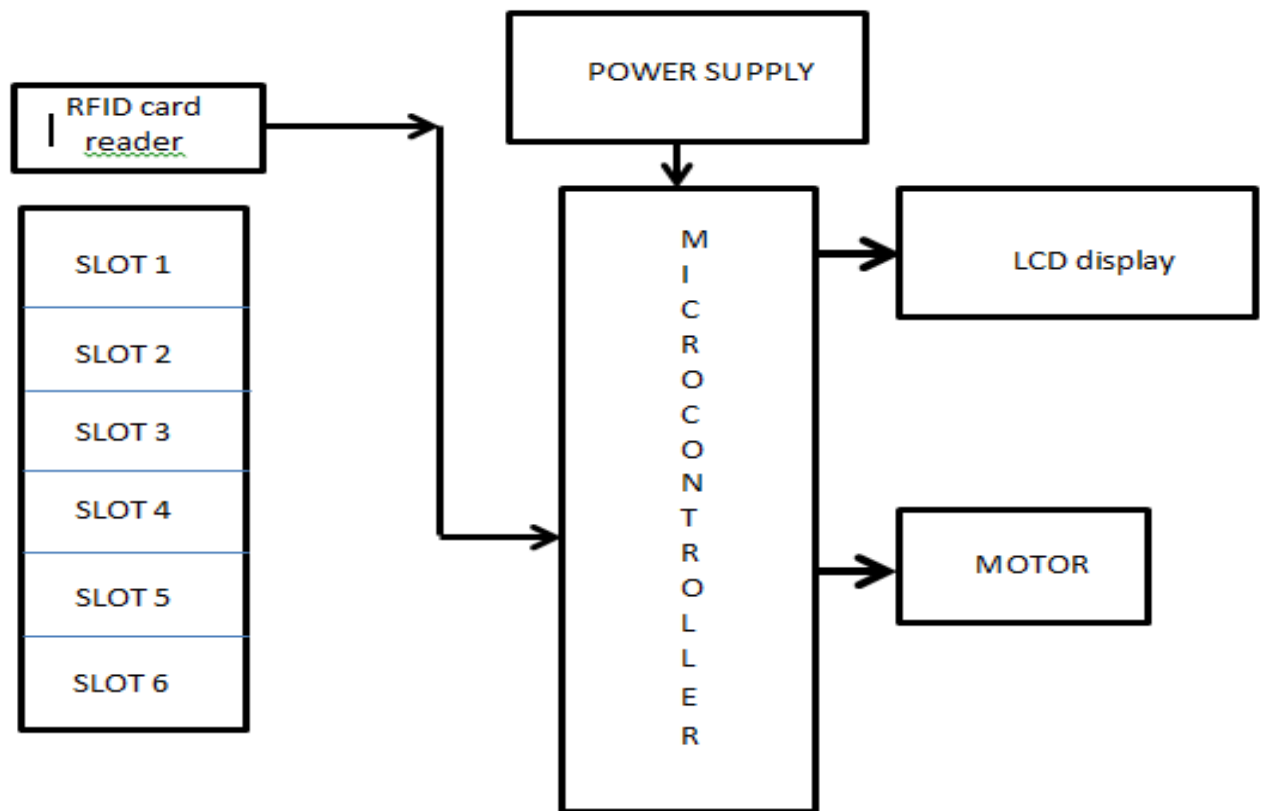 POWER SUPPLY
RFID card
reader
SLOT 1
SLOT 2
SLOT 3
SLOT 4
SLOT 5
SLOT 6
M
I
C
R
O
C
O
N
T
R
O
L
L
E
R
LCD display
MOTOR